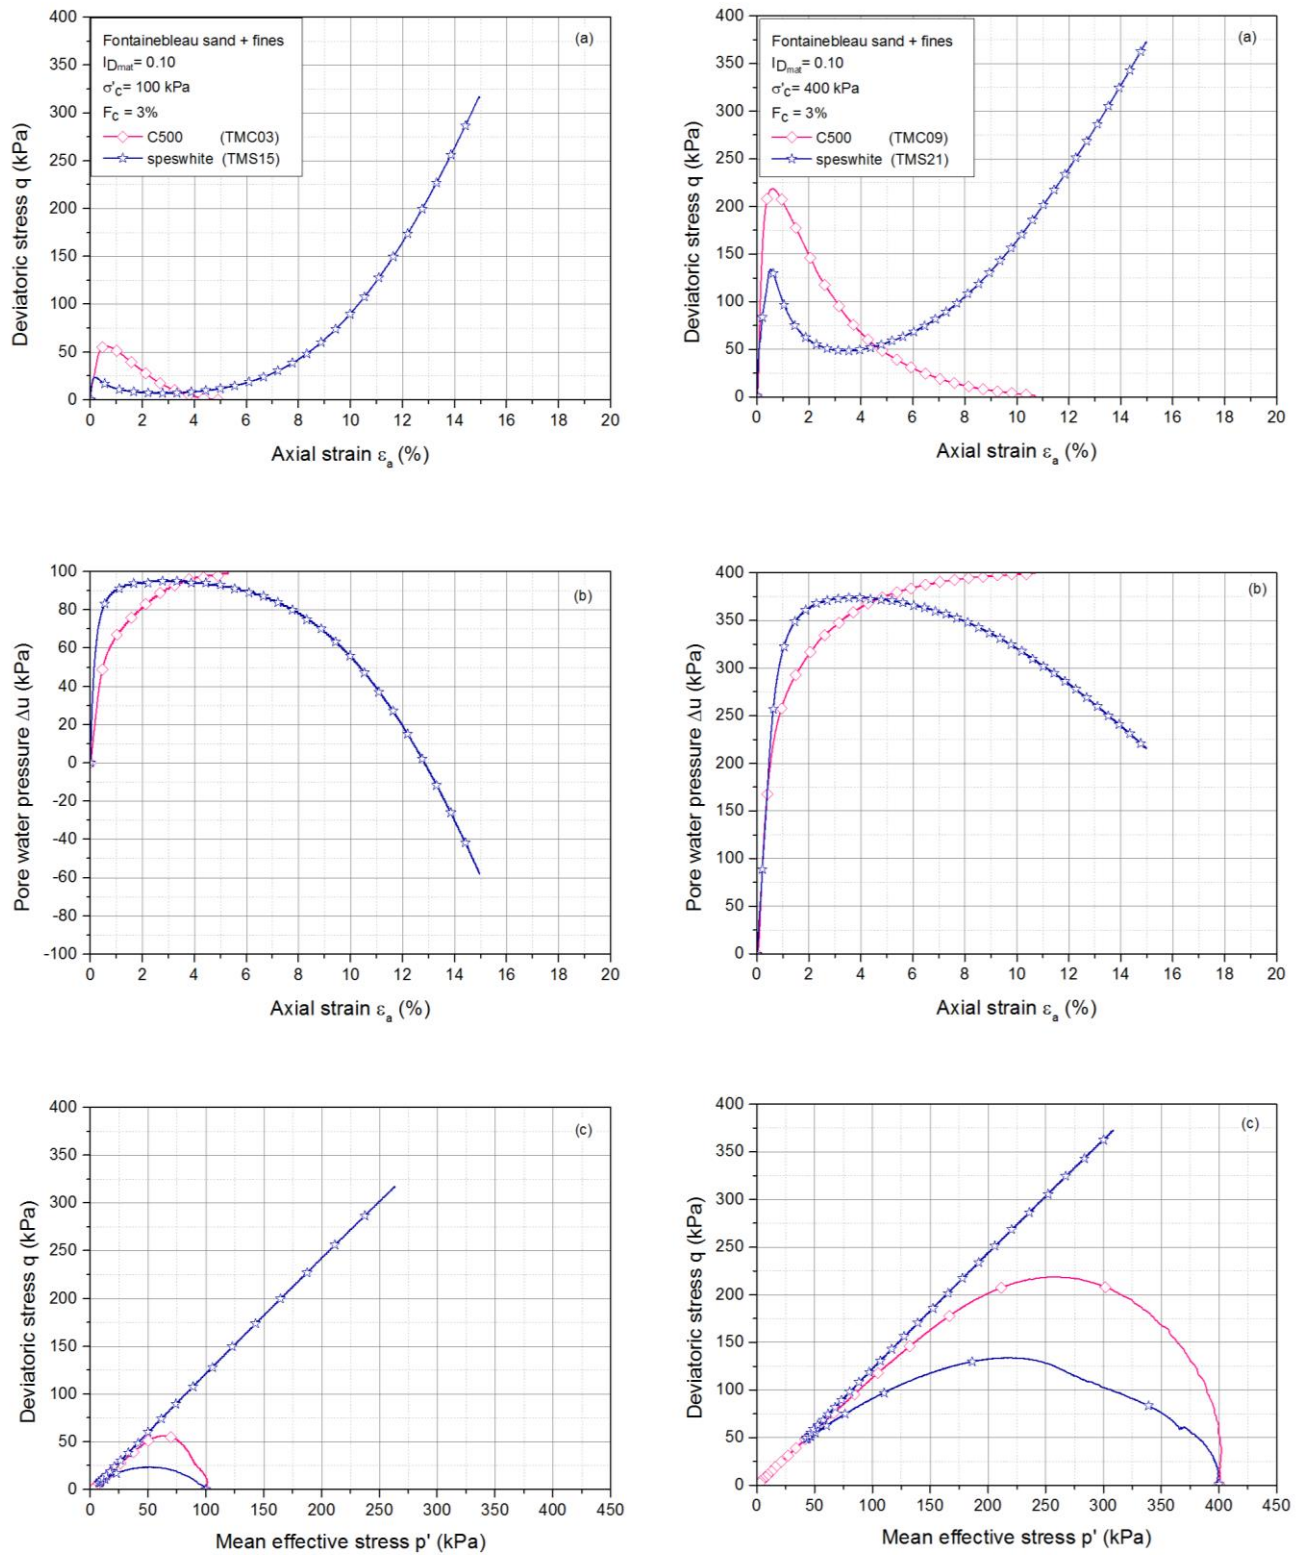 Fontainebleau sand + fines
I_Dmat = 0.10
σ'c = 100 kPa
Fc = 3%
C500 (TMC03)
speswhite (TMS15)
(a)
400
350
300
250
200
150
100
50
0
Deviatoric stress q (kPa)
0 2 4 6 8 10 12 14 16 18 20
Axial strain εa (%)
Fontainebleau sand + fines
I_Dmat = 0.10
σ'c = 400 kPa
Fc = 3%
C500 (TMC09)
speswhite (TMS21)
(a)
400
350
300
250
200
150
100
50
0
Deviatoric stress q (kPa)
0 2 4 6 8 10 12 14 16 18 20
Axial strain εa (%)
(b)
100
80
60
40
20
0
-20
-40
-60
-80
-100
Pore water pressure Δu (kPa)
0 2 4 6 8 10 12 14 16 18 20
Axial strain εa (%)
(b)
400
350
300
250
200
150
100
50
0
Pore water pressure Δu (kPa)
0 2 4 6 8 10 12 14 16 18 20
Axial strain εa (%)
(c)
400
350
300
250
200
150
100
50
0
Deviatoric stress q (kPa)
0 50 100 150 200 250 300 350 400 450
Mean effective stress p' (kPa)
(c)
400
350
300
250
200
150
100
50
0
Deviatoric stress q (kPa)
0 50 100 150 200 250 300 350 400 450
Mean effective stress p' (kPa)